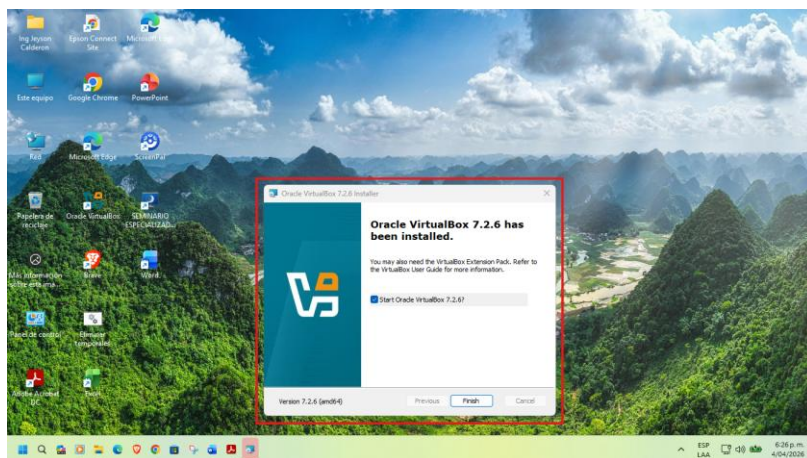 Ing Jeyson
Calderon
Epson Connect
Site
Microsoft Edge
Este equipo
Google Chrome
PowerPoint
Red
Microsoft Edge
ScreenPal
Papelera de
reciclaje
Oracle VirtualBox
SEMINARIO
ESPECIALIZAD...
Más información
sobre esta ima...
Brave
Word
Panel de control
Eliminar
temporales
Adobe Acrobat
DC
Excel
Oracle VirtualBox 7.2.6 Installer
Oracle VirtualBox 7.2.6 has
been installed.
You may also need the VirtualBox Extension Pack. Refer to
the VirtualBox User Guide for more information.
Start Oracle VirtualBox 7.2.6?
Version 7.2.6 (amd64)
Previous
Finish
Cancel
ESP
LAA
6:26 p. m.
4/04/2026